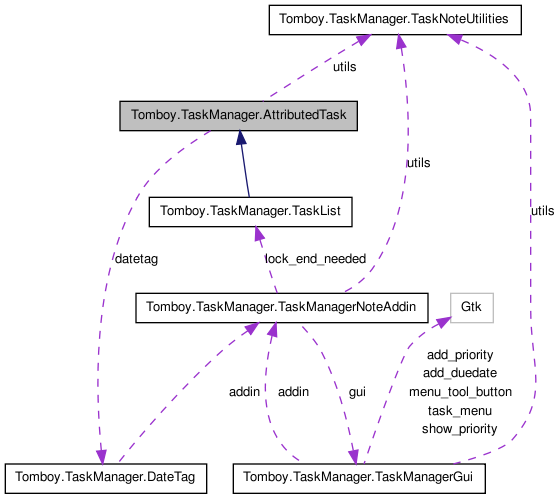 Tomboy.TaskManager.TaskNoteUtilities
utils
Tomboy.TaskManager.AttributedTask
utils
Tomboy.TaskManager.TaskList
utils
datetag
lock_end_needed
Tomboy.TaskManager.TaskManagerNoteAddin
Gtk
add_priority
add_duedate
menu_tool_button
task_menu
show_priority
addin
addin
gui
Tomboy.TaskManager.DateTag
Tomboy.TaskManager.TaskManagerGui